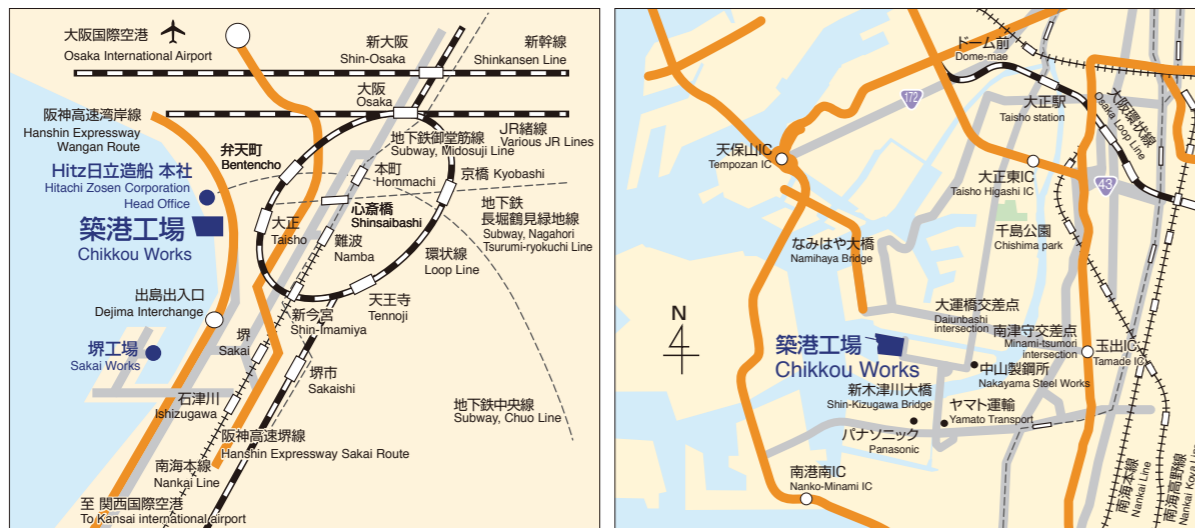 大阪国際空港
Osaka International Airport
新大阪
Shin-Osaka
新幹線
Shinkansen Line
大阪
Osaka
阪神高速湾岸線
Hanshin Expressway
Wangan Route
JR緒線
Various JR Lines
地下鉄御堂筋線
Subway, Midosuji Line
弁天町
Bentencho
本町
Hommachi
京橋 Kyobashi
Hitz日立造船 本社
Hitachi Zosen Corporation
Head Office
心斎橋
Shinsaibashi
地下鉄
長堀鶴見緑地線
Subway, Nagahori
Tsurumi-ryokuchi Line
築港工場
Chikkou Works
大正
Taisho
難波
Namba
環状線
Loop Line
天王寺
Tennoji
出島出入口
Dejima Interchange
新今宮
Shin-Imamiya
堺工場
Sakai Works
堺
Sakai
堺市
Sakaishi
石津川
Ishizugawa
地下鉄中央線
Subway, Chuo Line
阪神高速堺線
Hanshin Expressway Sakai Route
南海本線
Nankai Line
至 関西国際空港
To Kansai international airport
ドーム前
Dome-mae
172
大正駅
Taisho station
大阪環状線
Osaka Loop Line
天保山IC
Tempozan IC
大正東IC
Taisho Higashi IC
43
千島公園
Chishima park
なみはや大橋
Namihaya Bridge
大運橋交差点
Daiunbashi
intersection
N
南津守交差点
Minami-tsumori
intersection
玉出IC
Tamade IC
築港工場
Chikkou Works
中山製鋼所
Nakayama Steel Works
新木津川大橋
Shin-Kizugawa Bridge
ヤマト運輸
Yamato Transport
パナソニック
Panasonic
南港南IC
Nanko-Minami IC
南海本線
Nankai Line
南海高野線
Nankai Koya Line